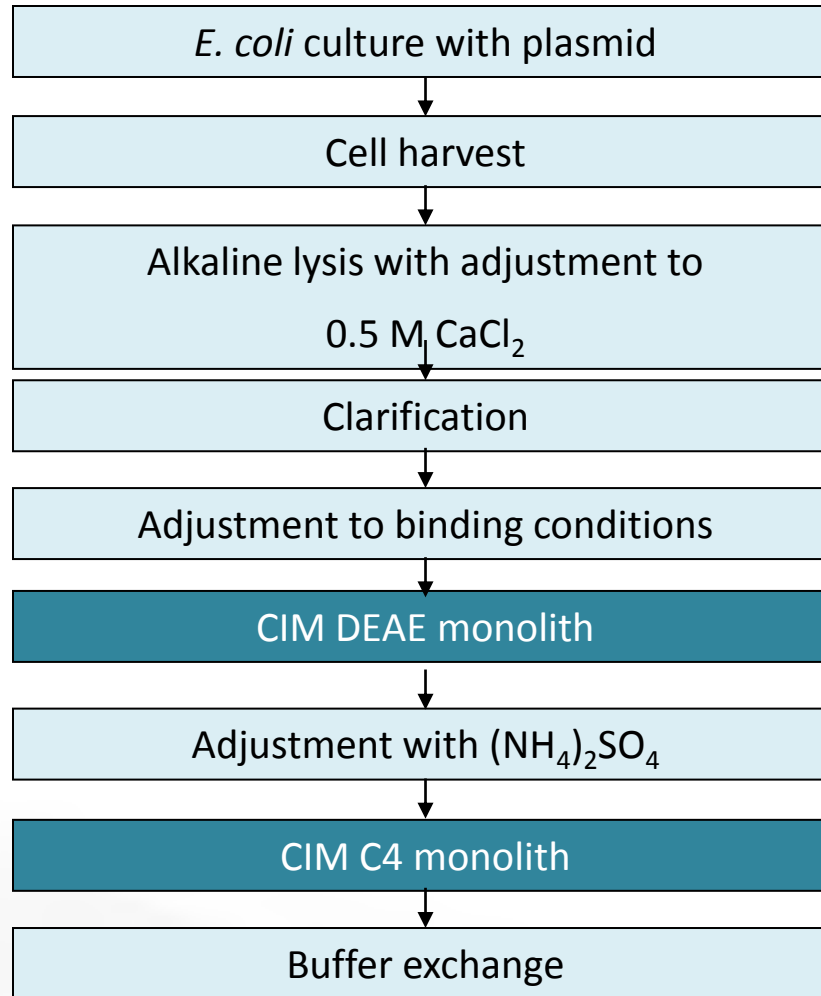 E. coli culture with plasmid
Cell harvest
Alkaline lysis with adjustment to
0.5 M CaCl₂
Clarification
Adjustment to binding conditions
CIM DEAE monolith
Adjustment with (NH₄)₂SO₄
CIM C4 monolith
Buffer exchange